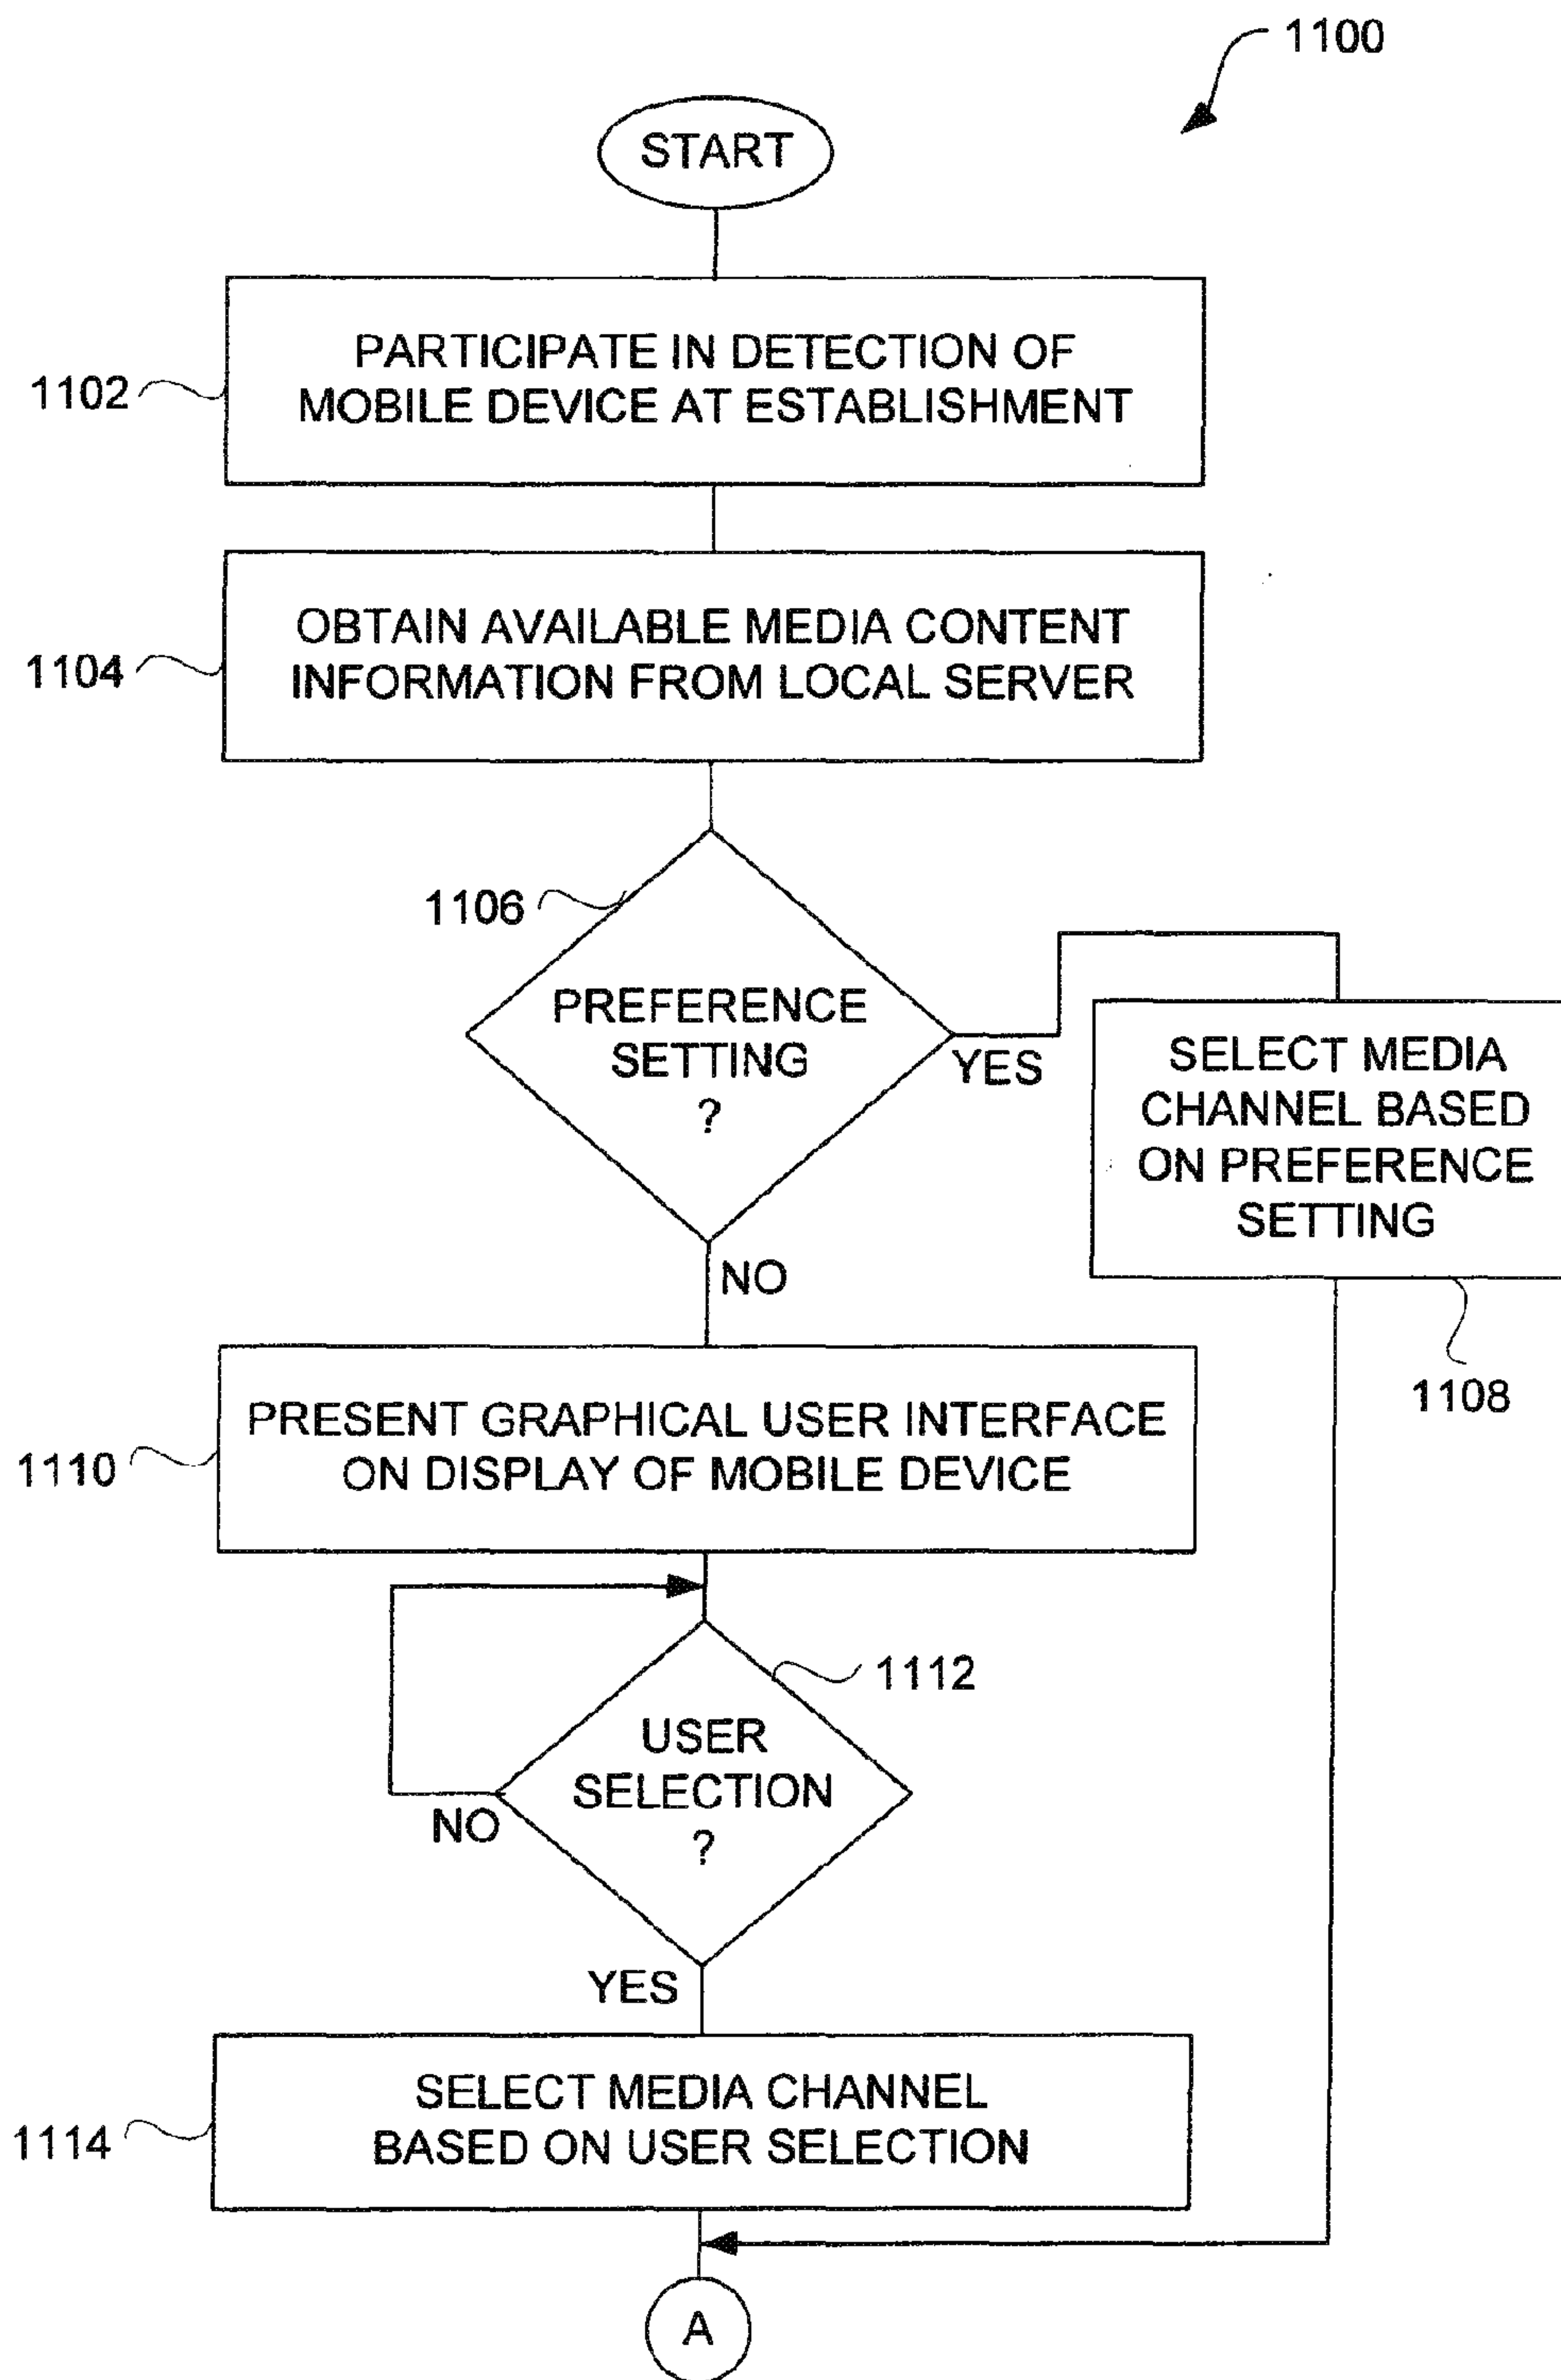 1100
START
1102
PARTICIPATE IN DETECTION OF
MOBILE DEVICE AT ESTABLISHMENT
1104
OBTAIN AVAILABLE MEDIA CONTENT
INFORMATION FROM LOCAL SERVER
1106
PREFERENCE
SETTING
?
YES
SELECT MEDIA
CHANNEL BASED
ON PREFERENCE
SETTING
1108
NO
1110
PRESENT GRAPHICAL USER INTERFACE
ON DISPLAY OF MOBILE DEVICE
1112
USER
SELECTION
?
NO
YES
1114
SELECT MEDIA CHANNEL
BASED ON USER SELECTION
A